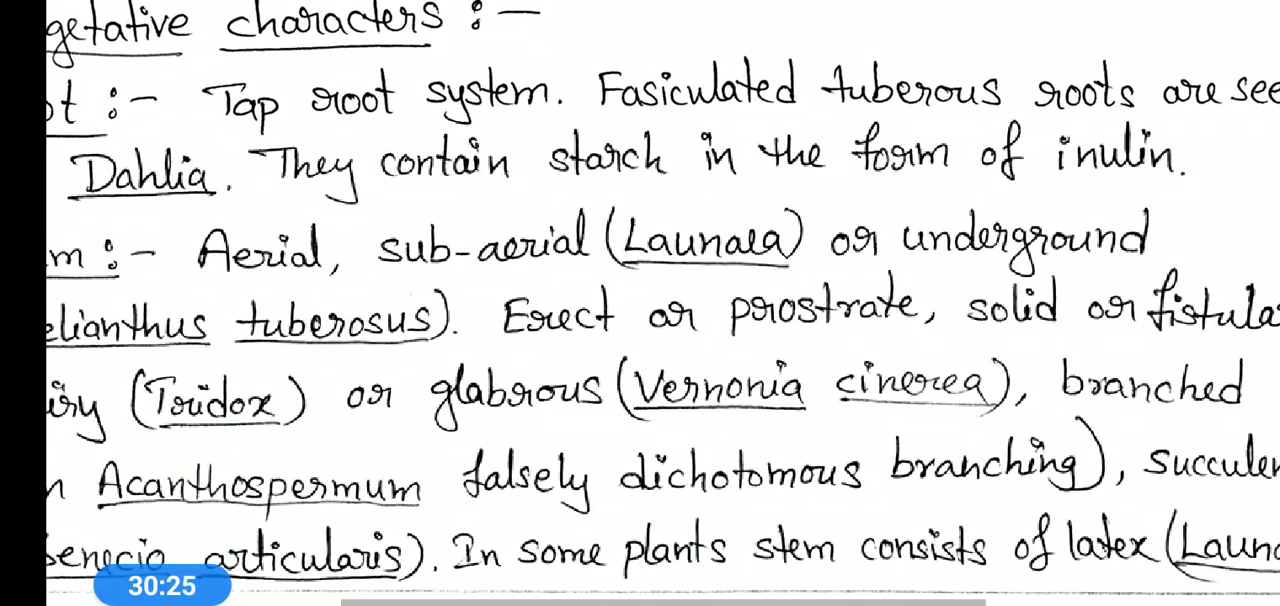 getative characters :-
ot :- Tap root system. Fasiculated tuberous roots are see
Dahlia. They contain starch in the form of inulin.
m :- Aerial, sub-aerial (Launaea) or underground
elianthus tuberosus). Erect or prostrate, solid or fistula
iry (Tridox) or glabrous (Vernonia cinerea), branched
n Acanthospermum falsely dichotomous branching), succulen
senecio articularis). In some plants stem consists of latex (Launa
30:25